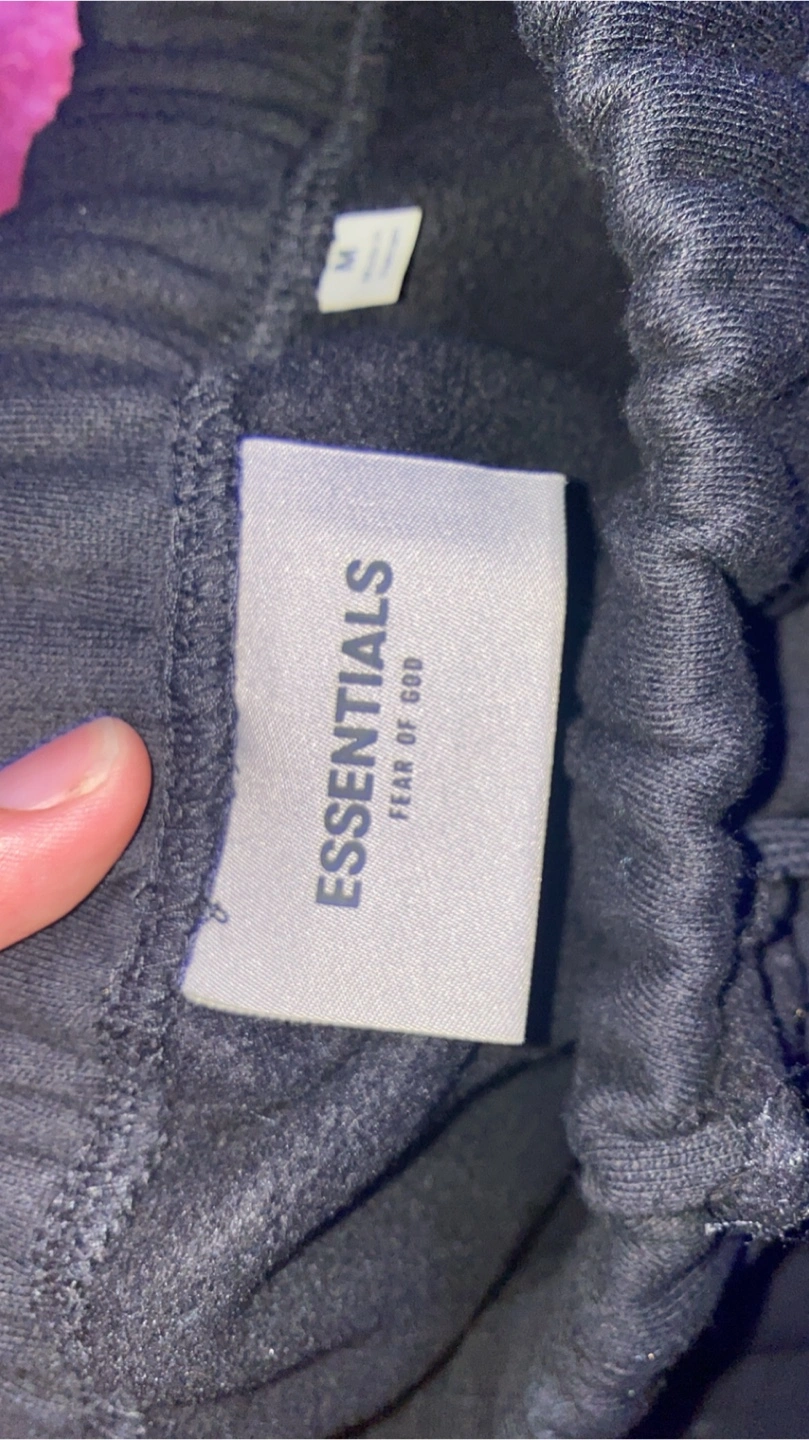 M
ESSENTIALS
FEAR OF GOD